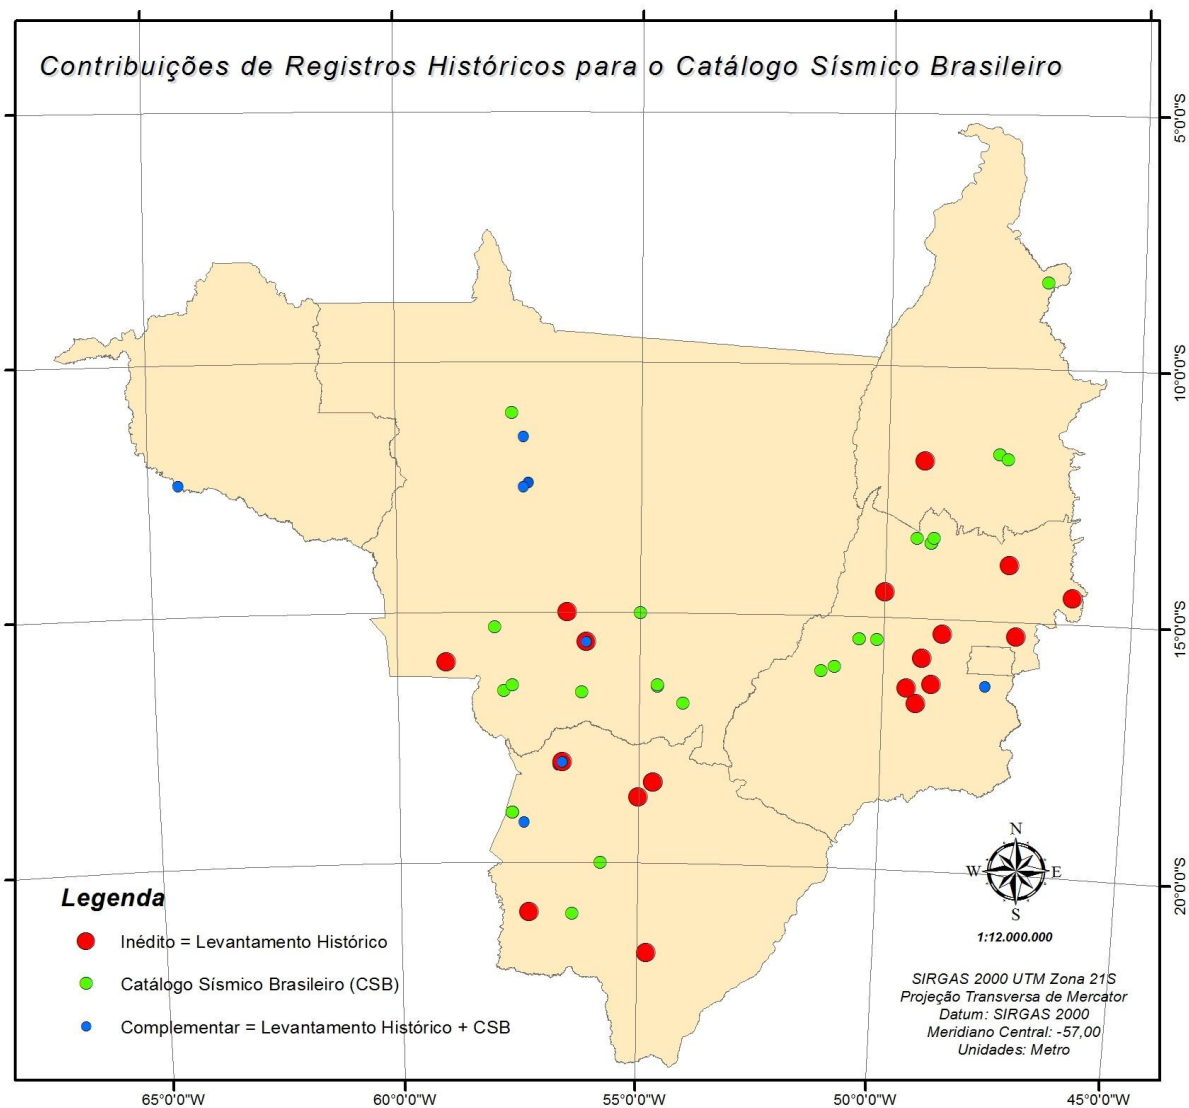 Contribuições de Registros Históricos para o Catálogo Sísmico Brasileiro
5°0'0"S
10°0'0"S
15°0'0"S
20°0'0"S
N
W
E
S
1:12.000.000
Legenda
Inédito = Levantamento Histórico
Catálogo Sísmico Brasileiro (CSB)
Complementar = Levantamento Histórico + CSB
SIRGAS 2000 UTM Zona 21S
Projeção Transversa de Mercator
Datum: SIRGAS 2000
Meridiano Central: -57,00
Unidades: Metro
65°0'0"W
60°0'0"W
55°0'0"W
50°0'0"W
45°0'0"W